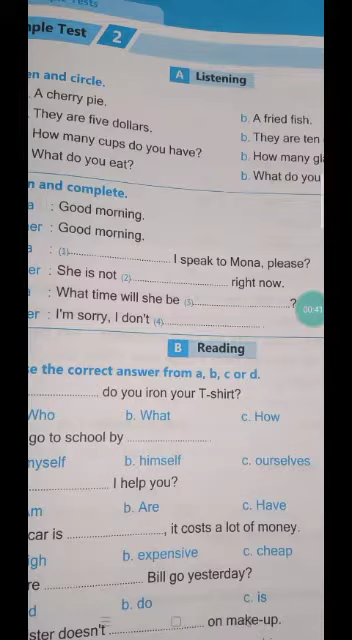 Tests
ple Test 2
en and circle.
A Listening
A cherry pie.
b. A fried fish.
They are five dollars.
b. They are ten
How many cups do you have?
b. How many gl
What do you eat?
b. What do you
n and complete.
a : Good morning.
er : Good morning.
a : (1)........ I speak to Mona, please?
er : She is not (2)........ right now.
: What time will she be (3)........?
00:41
er : I'm sorry, I don't (4)........
B Reading
e the correct answer from a, b, c or d.
........ do you iron your T-shirt?
Who b. What c. How
go to school by ........
nyself b. himself c. ourselves
........ I help you?
m b. Are c. Have
car is ........, it costs a lot of money.
igh b. expensive c. cheap
re ........ Bill go yesterday?
d b. do c. is
ster doesn't ........ on make-up.